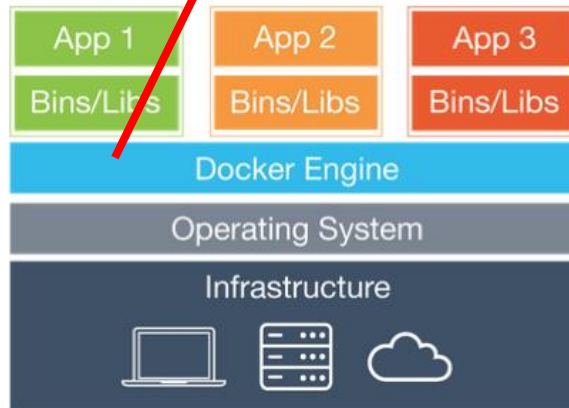 App 1 App 2 App 3
Bins/Libs Bins/Libs Bins/Libs
Docker Engine
Operating System
Infrastructure